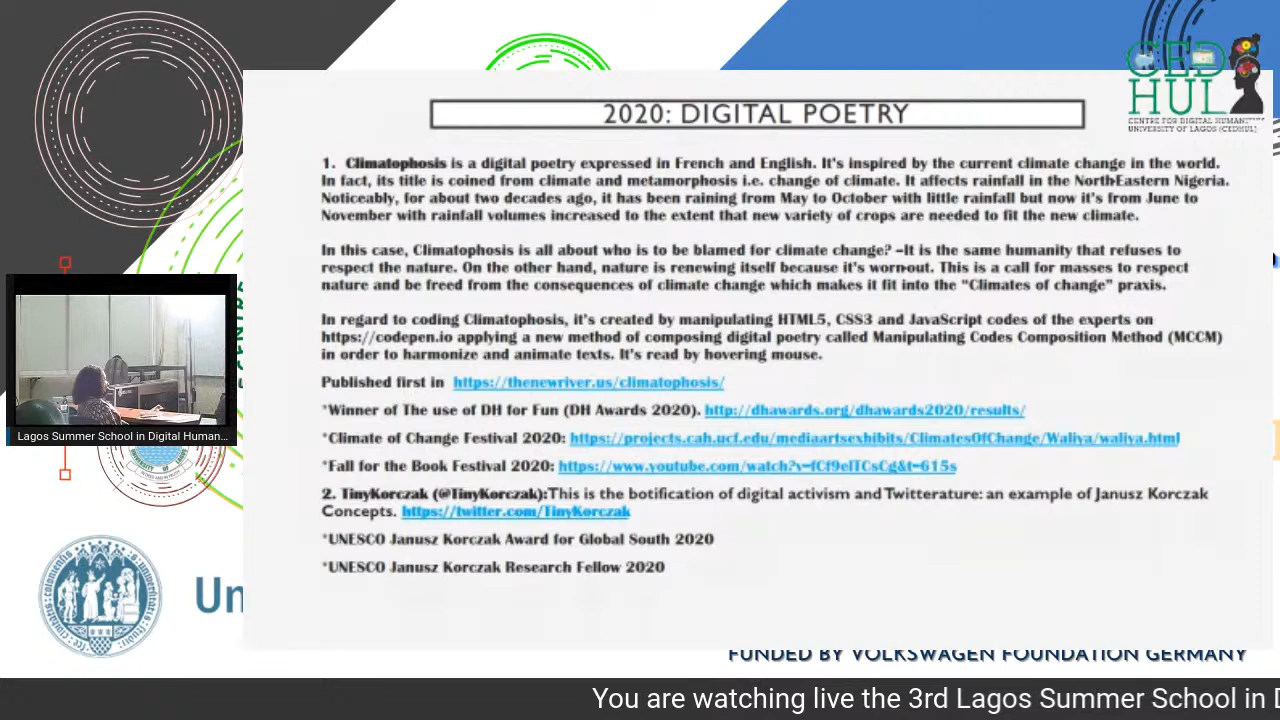 CED
HUL
CENTRE FOR DIGITAL HUMANITIES
UNIVERSITY OF LAGOS (CEDHUL)
2020: DIGITAL POETRY
1. Climatophosis is a digital poetry expressed in French and English. It's inspired by the current climate change in the world.
In fact, its title is coined from climate and metamorphosis i.e. change of climate. It affects rainfall in the North-Eastern Nigeria.
Noticeably, for about two decades ago, it has been raining from May to October with little rainfall but now it's from June to
November with rainfall volumes increased to the extent that new variety of crops are needed to fit the new climate.
In this case, Climatophosis is all about who is to be blamed for climate change? –It is the same humanity that refuses to
respect the nature. On the other hand, nature is renewing itself because it's worn-out. This is a call for masses to respect
nature and be freed from the consequences of climate change which makes it fit into the "Climates of change" praxis.
In regard to coding Climatophosis, it's created by manipulating HTML5, CSS3 and JavaScript codes of the experts on
https://codepen.io applying a new method of composing digital poetry called Manipulating Codes Composition Method (MCCM)
in order to harmonize and animate texts. It's read by hovering mouse.
Published first in https://thenewriver.us/climatophosis/
*Winner of The use of DH for Fun (DH Awards 2020). http://dhawards.org/dhawards2020/results/
*Climate of Change Festival 2020: https://projects.cah.ucf.edu/mediaartsexhibits/ClimatesOfChange/Waliya/waliya.html
*Fall for the Book Festival 2020: https://www.youtube.com/watch?v=fCf9elTCsCg&t=615s
2. TinyKorczak (@TinyKorczak):This is the botification of digital activism and Twitterature: an example of Janusz Korczak
Concepts. https://twitter.com/TinyKorczak
*UNESCO Janusz Korczak Award for Global South 2020
*UNESCO Janusz Korczak Research Fellow 2020
Lagos Summer School in Digital Human...
Un
FUNDED BY VOLKSWAGEN FOUNDATION GERMANY
You are watching live the 3rd Lagos Summer School in D